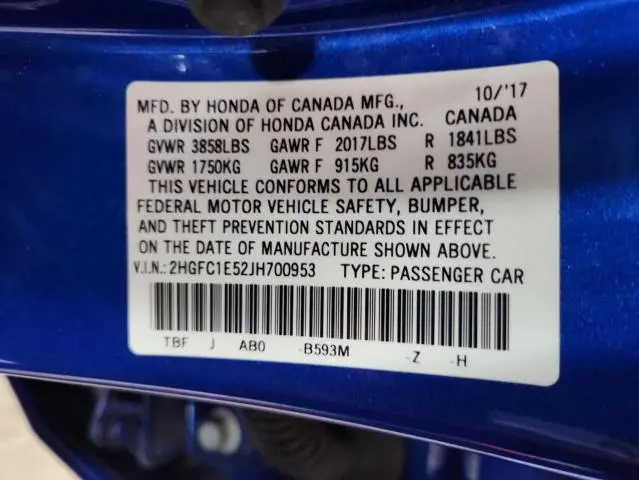 MFD. BY HONDA OF CANADA MFG., 10/'17
A DIVISION OF HONDA CANADA INC. CANADA
GVWR 3858LBS GAWR F 2017LBS R 1841LBS
GVWR 1750KG GAWR F 915KG R 835KG
THIS VEHICLE CONFORMS TO ALL APPLICABLE
FEDERAL MOTOR VEHICLE SAFETY, BUMPER,
AND THEFT PREVENTION STANDARDS IN EFFECT
ON THE DATE OF MANUFACTURE SHOWN ABOVE.
V.I.N.: 2HGFC1E52JH700953 TYPE: PASSENGER CAR
TBF J AB0 -B593M -Z -H